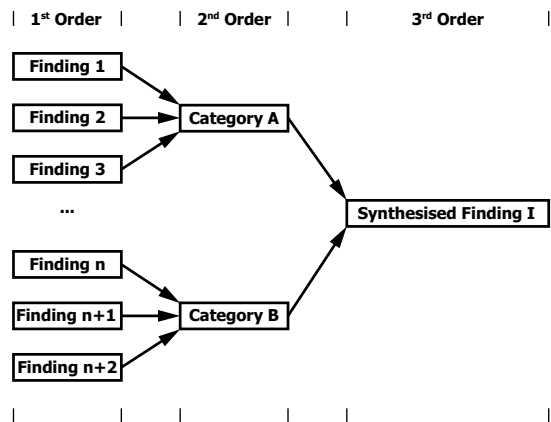 1st Order
2nd Order
3rd Order
Finding 1
Finding 2
Category A
Finding 3
...
Synthesised Finding I
Finding n
Finding n+1
Category B
Finding n+2